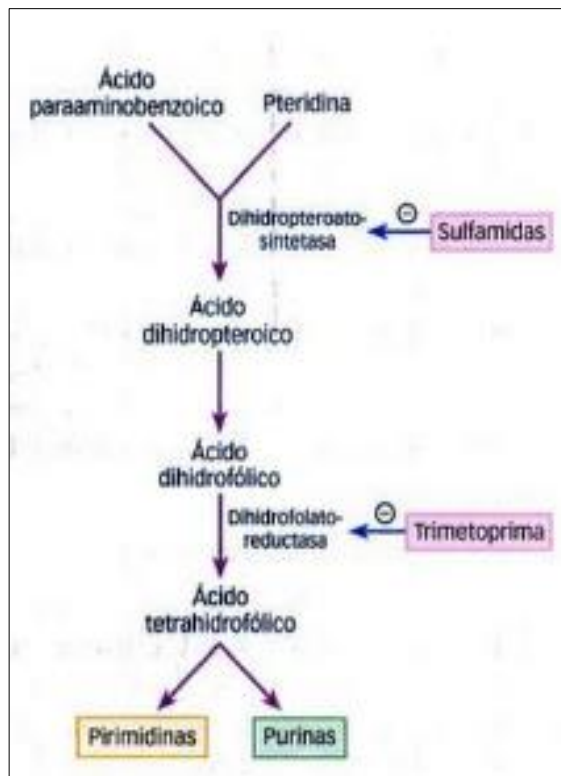 Ácido
paraaminobenzoico
Pteridina
Dihidropteroato-
sintetasa
Sulfamidas
Ácido
dihidropteroico
Ácido
dihidrofólico
Dihidrofolato-
reductasa
Trimetoprima
Ácido
tetrahidrofólico
Pirimidinas
Purinas